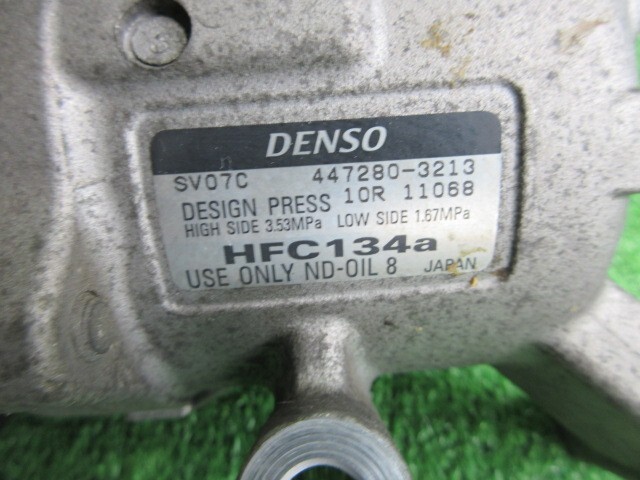 DENSO
SV07C 447280-3213
DESIGN PRESS 10R 11068
HIGH SIDE 3.53MPa LOW SIDE 1.67MPa
HFC134a
USE ONLY ND-OIL 8 JAPAN